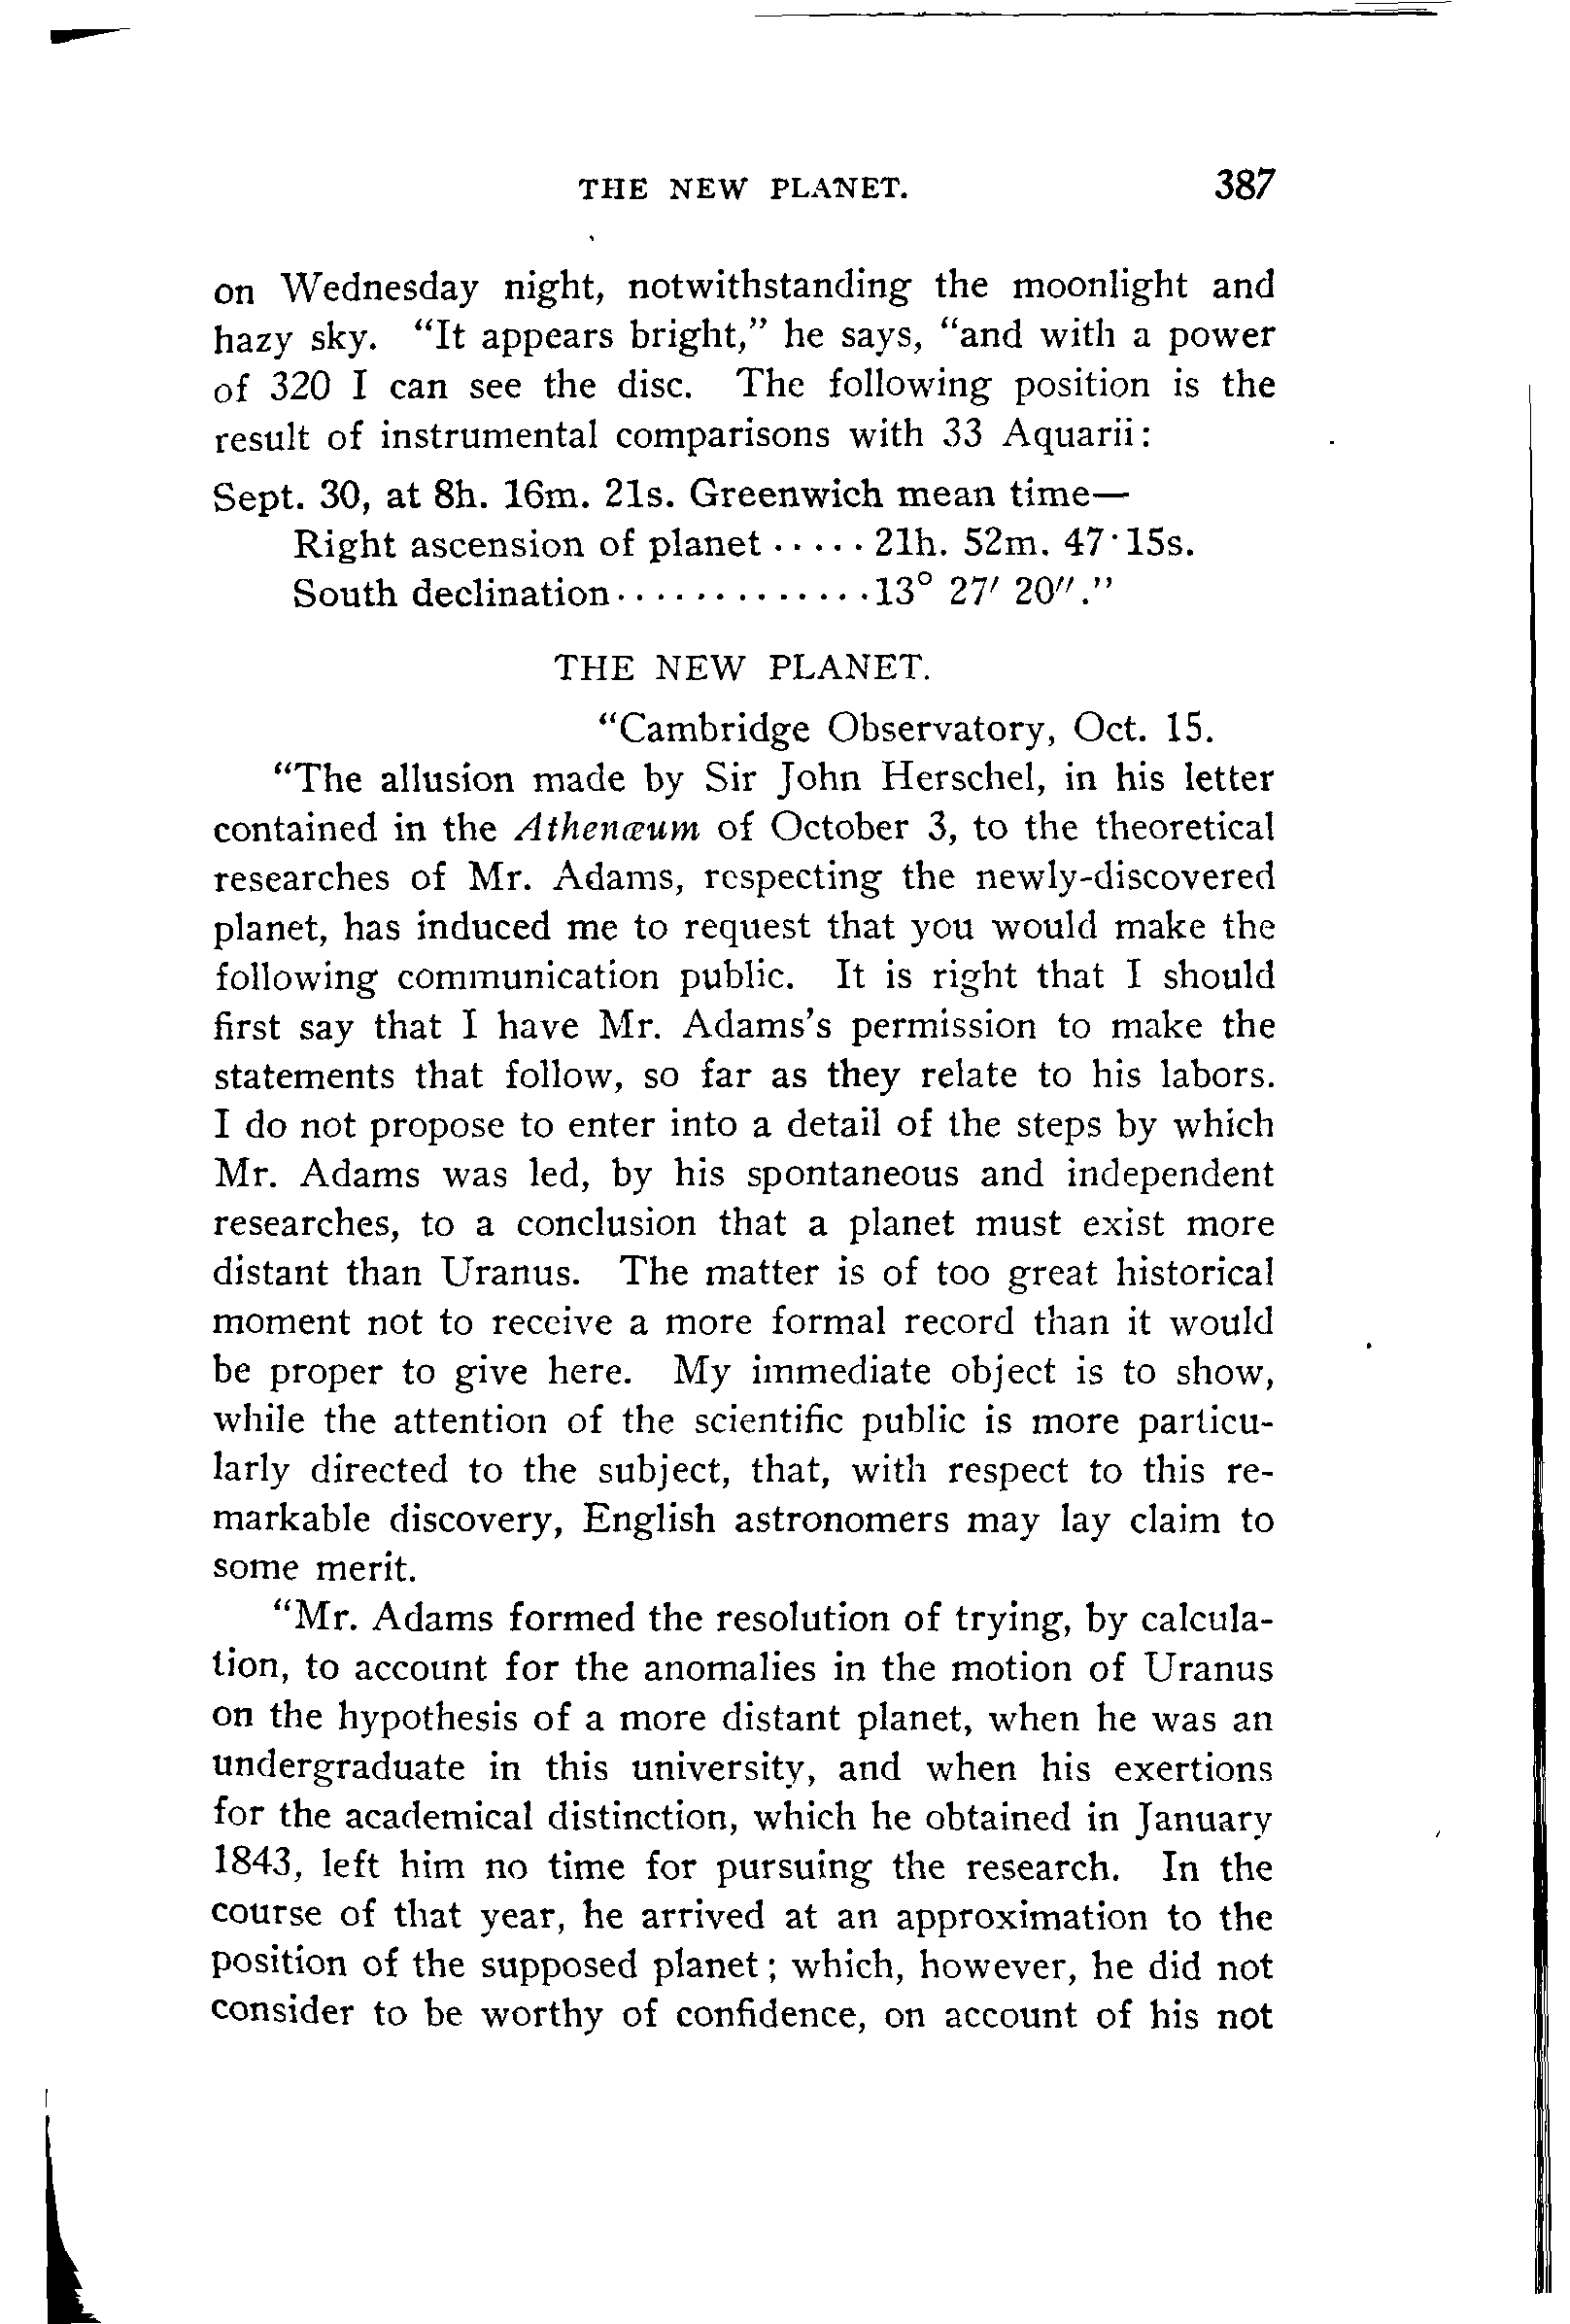 THE NEW PLANET. 387
on Wednesday night, notwithstanding the moonlight and
hazy sky. "It appears bright," he says, "and with a power
of 320 I can see the disc. The following position is the
result of instrumental comparisons with 33 Aquarii:
Sept. 30, at 8h. 16m. 21s. Greenwich mean time—
Right ascension of planet ····· 21h. 52m. 47·15s.
South declination·············13° 27′ 20″."
THE NEW PLANET.
"Cambridge Observatory, Oct. 15.
"The allusion made by Sir John Herschel, in his letter
contained in the Athenæum of October 3, to the theoretical
researches of Mr. Adams, respecting the newly-discovered
planet, has induced me to request that you would make the
following communication public. It is right that I should
first say that I have Mr. Adams's permission to make the
statements that follow, so far as they relate to his labors.
I do not propose to enter into a detail of the steps by which
Mr. Adams was led, by his spontaneous and independent
researches, to a conclusion that a planet must exist more
distant than Uranus. The matter is of too great historical
moment not to receive a more formal record than it would
be proper to give here. My immediate object is to show,
while the attention of the scientific public is more particu-
larly directed to the subject, that, with respect to this re-
markable discovery, English astronomers may lay claim to
some merit.
"Mr. Adams formed the resolution of trying, by calcula-
tion, to account for the anomalies in the motion of Uranus
on the hypothesis of a more distant planet, when he was an
undergraduate in this university, and when his exertions
for the academical distinction, which he obtained in January
1843, left him no time for pursuing the research. In the
course of that year, he arrived at an approximation to the
position of the supposed planet; which, however, he did not
consider to be worthy of confidence, on account of his not